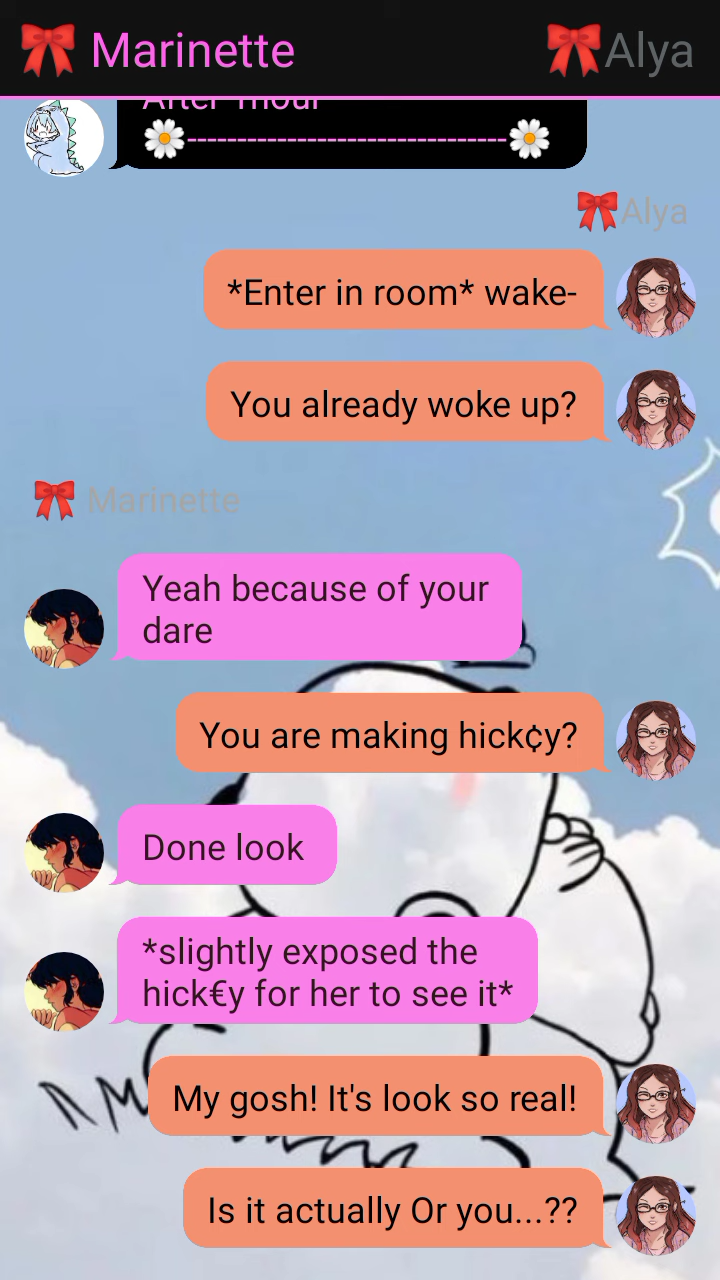 🎀 Marinette
🎀Alya
After 1hour
🌼--------------------------------🌼
🎀Alya
*Enter in room* wake-
You already woke up?
🎀 Marinette
Yeah because of your
dare
You are making hick¢y?
Done look
*slightly exposed the
hick€y for her to see it*
My gosh! It's look so real!
Is it actually Or you...??